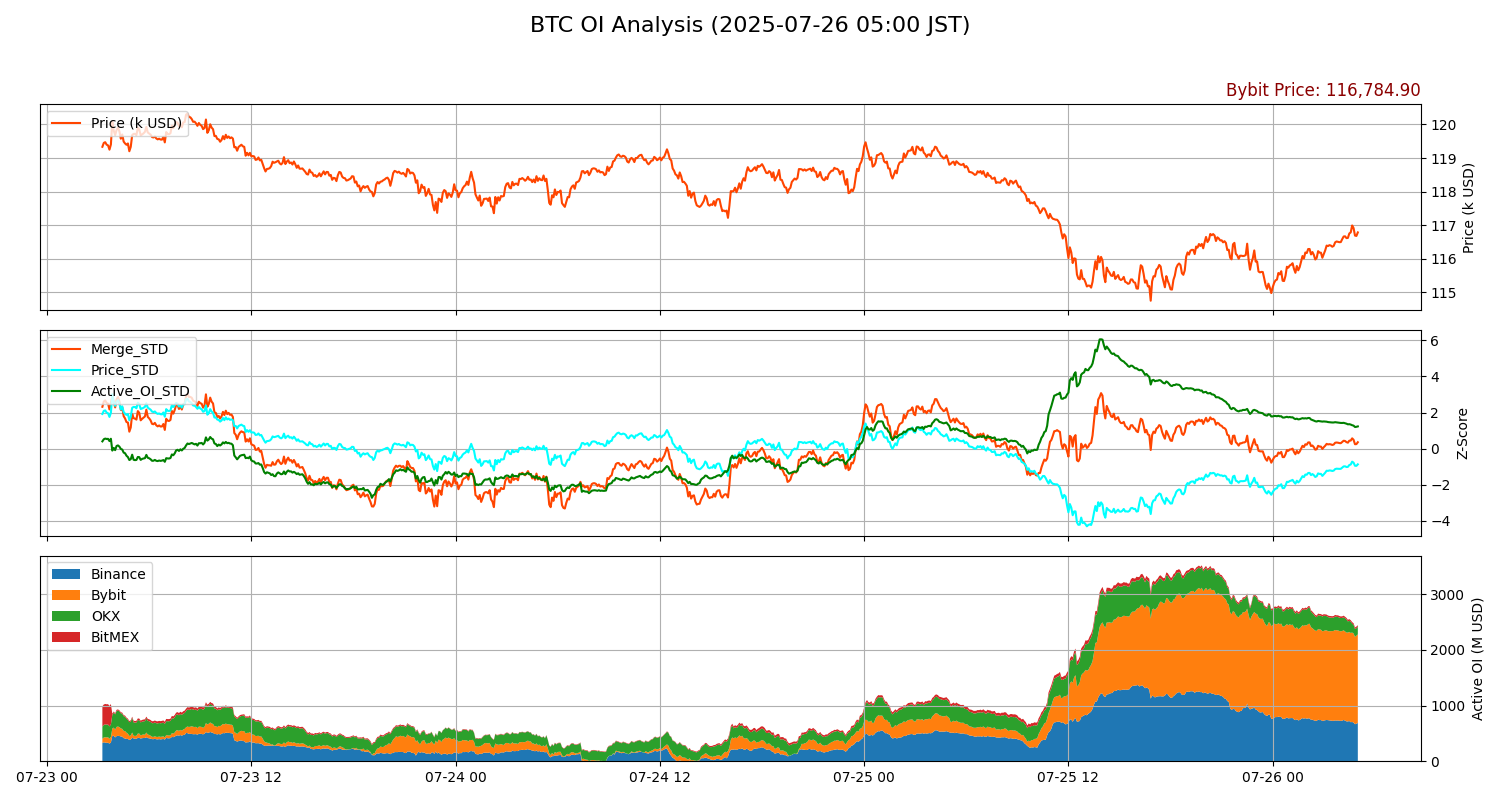 BTC OI Analysis (2025-07-26 05:00 JST)
Bybit Price: 116,784.90
Price (k USD)
120
119
118
117
116
115
Price (k USD)
Merge_STD
Price_STD
Active_OI_STD
6
4
2
0
−2
−4
Z-Score
Binance
Bybit
OKX
BitMEX
3000
2000
1000
0
Active OI (M USD)
07-23 00
07-23 12
07-24 00
07-24 12
07-25 00
07-25 12
07-26 00